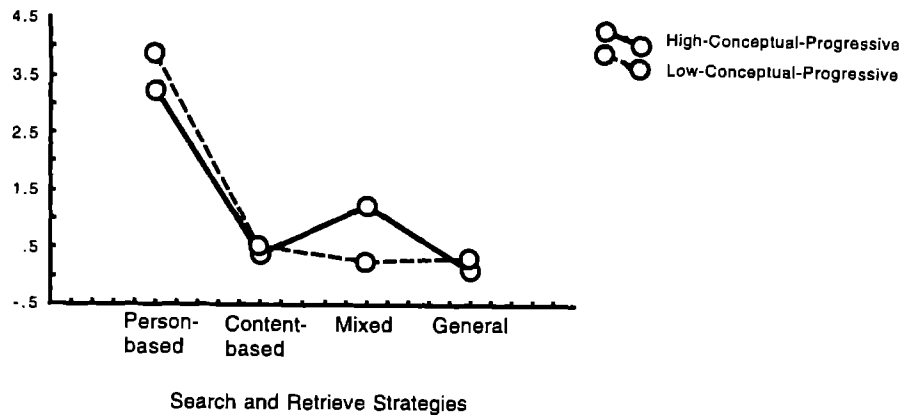 4.5
3.5
2.5
1.5
.5
-.5
High-Conceptual-Progressive
Low-Conceptual-Progressive
Person-based
Content-based
Mixed
General
Search and Retrieve Strategies